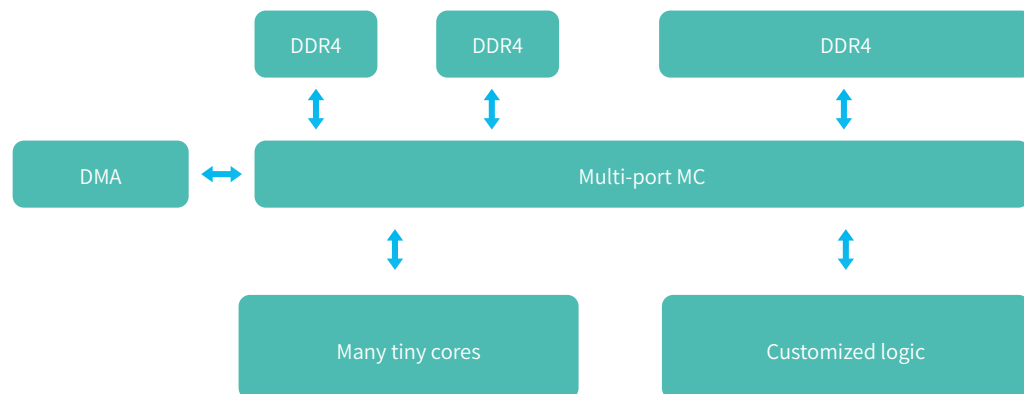 DDR4
DDR4
DDR4
DMA
Multi-port MC
Many tiny cores
Customized logic